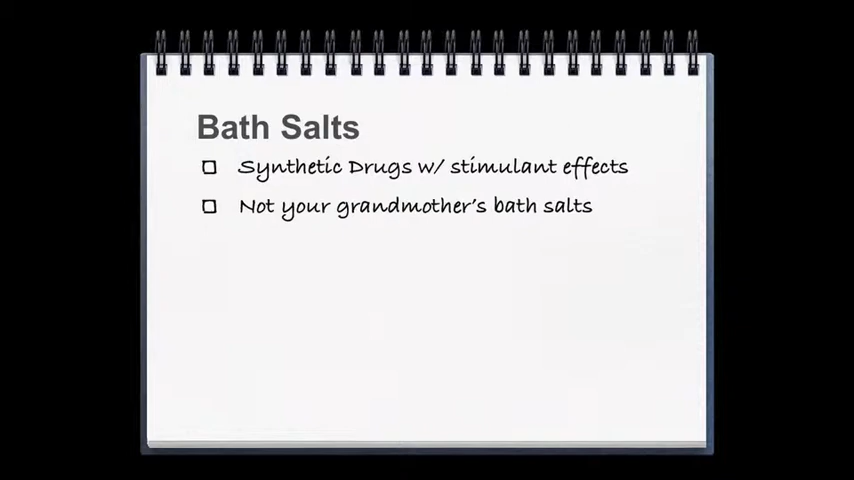 Bath Salts
Synthetic Drugs w/ stimulant effects
Not your grandmother's bath salts